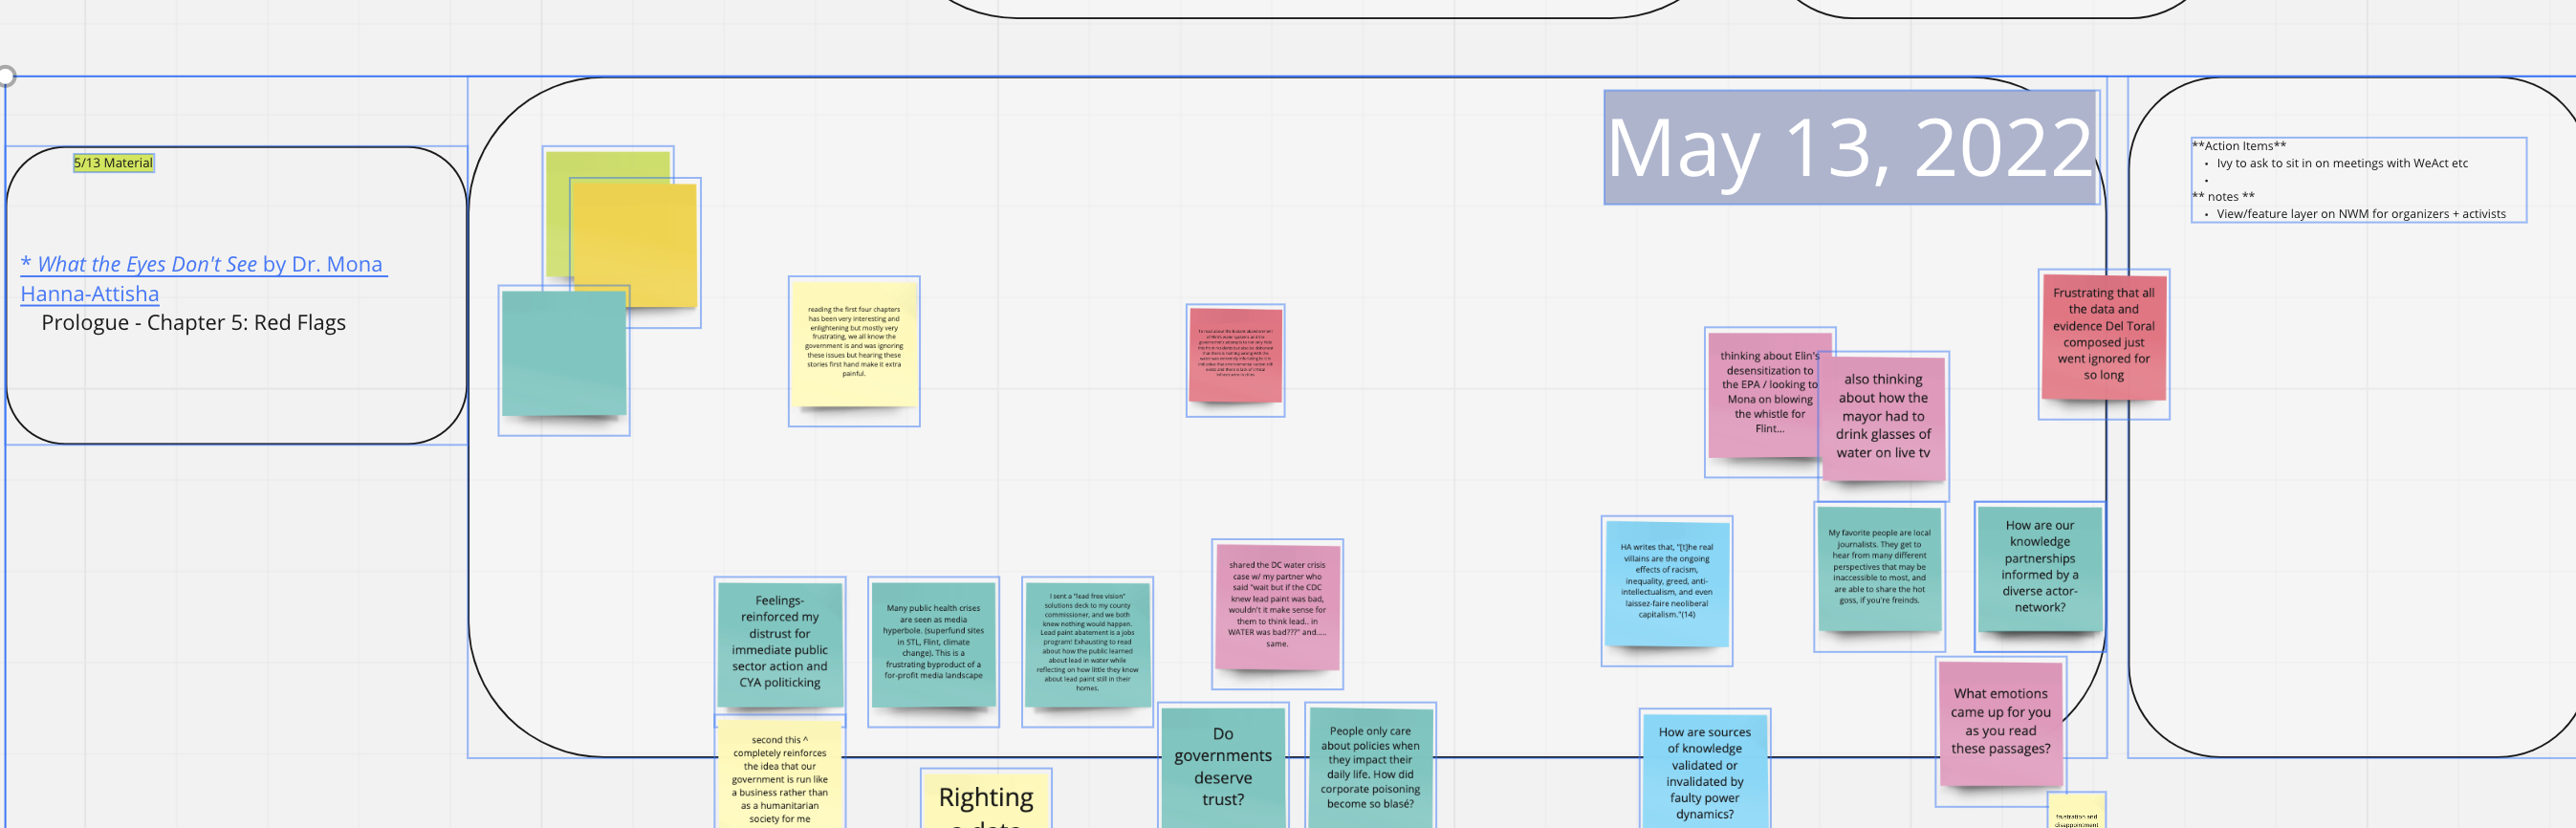 May 13, 2022
5/13 Material
* What the Eyes Don't See by Dr. Mona
Hanna-Attisha
Prologue - Chapter 5: Red Flags
**Action Items**
• Ivy to ask to sit in on meetings with WeAct etc
•
** notes **
• View/feature layer on NWM for organizers + activists
reading the first four chapters
has been very interesting and
enlightening but mostly very
frustrating, we all know the
government is and was ignoring
these issues but hearing these
stories first hand make it extra
painful.
Frustrating that all
the data and
evidence Del Toral
composed just
went ignored for
so long
thinking about Elin's
desensitization to
the EPA / looking to
Mona on blowing
the whistle for
Flint...
also thinking
about how the
mayor had to
drink glasses of
water on live tv
Feelings-
reinforced my
distrust for
immediate public
sector action and
CYA politicking
Many public health crises
are seen as media
hyperbole. (superfund sites
in STL, Flint, climate
change). This is a
frustrating byproduct of a
for-profit media landscape
I sent a "lead free vision"
solutions deck to my county
commissioner, and we both
knew nothing would happen.
Lead paint abatement is a jobs
program! Exhausting to read
about how the public learned
about lead in water while
reflecting on how little they know
about lead paint still in their
homes.
shared the DC water crisis
case w/ my partner who
said "wait but if the CDC
knew lead paint was bad,
wouldn't it make sense for
them to think lead.. in
WATER was bad???" and.....
same.
HA writes that, "[t]he real
villains are the ongoing
effects of racism,
inequality, greed, anti-
intellectualism, and even
laissez-faire neoliberal
capitalism."(14)
My favorite people are local
journalists. They get to
hear from many different
perspectives that may be
inaccessible to most, and
are able to share the hot
goss, if you're freinds.
How are our
knowledge
partnerships
informed by a
diverse actor-
network?
What emotions
came up for you
as you read
these passages?
second this ^
completely reinforces
the idea that our
government is run like
a business rather than
as a humanitarian
society for me
Righting
Do
governments
deserve
trust?
People only care
about policies when
they impact their
daily life. How did
corporate poisoning
become so blasé?
How are sources
of knowledge
validated or
invalidated by
faulty power
dynamics?
frustration and
disappointment